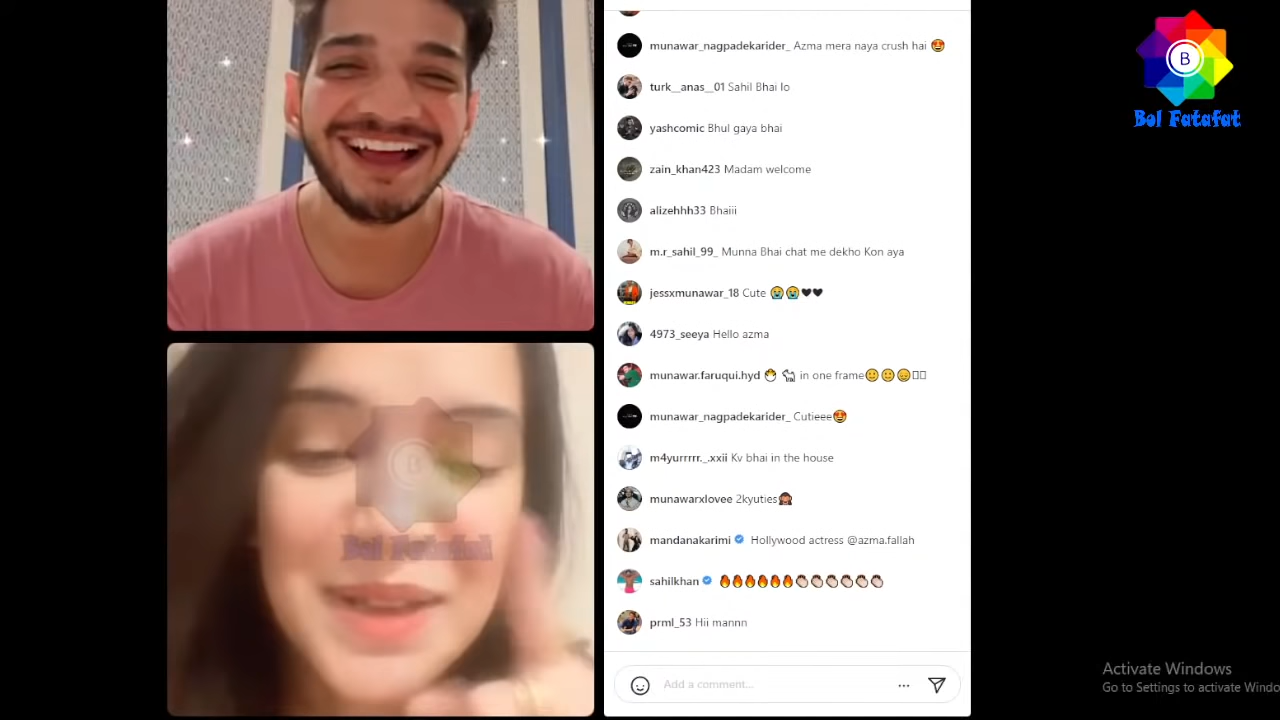 munawar_nagpadekarider_ Azma mera naya crush hai 😍
turk__anas__01 Sahil Bhai lo
yashcomic Bhul gaya bhai
zain_khan423 Madam welcome
alizehhh33 Bhaiii
m.r_sahil_99_ Munna Bhai chat me dekho Kon aya
jessxmunawar_18 Cute 😭😭❤❤
4973_seeya Hello azma
munawar.faruqui.hyd 🐣 🐪 in one frame
munawar_nagpadekarider_ Cutieee😍
m4yurrrrr._.xxii Kv bhai in the house
munawarxlovee 2kyuties🙊
mandanakarimi Hollywood actress @azma.fallah
sahilkhan 🔥🔥🔥🔥🔥🔥👏👏👏👏👏👏
prml_53 Hii mannn
Add a comment...
B
Bol Fatafat
B
Bol Fatafat
Activate Windows
Go to Settings to activate Windo